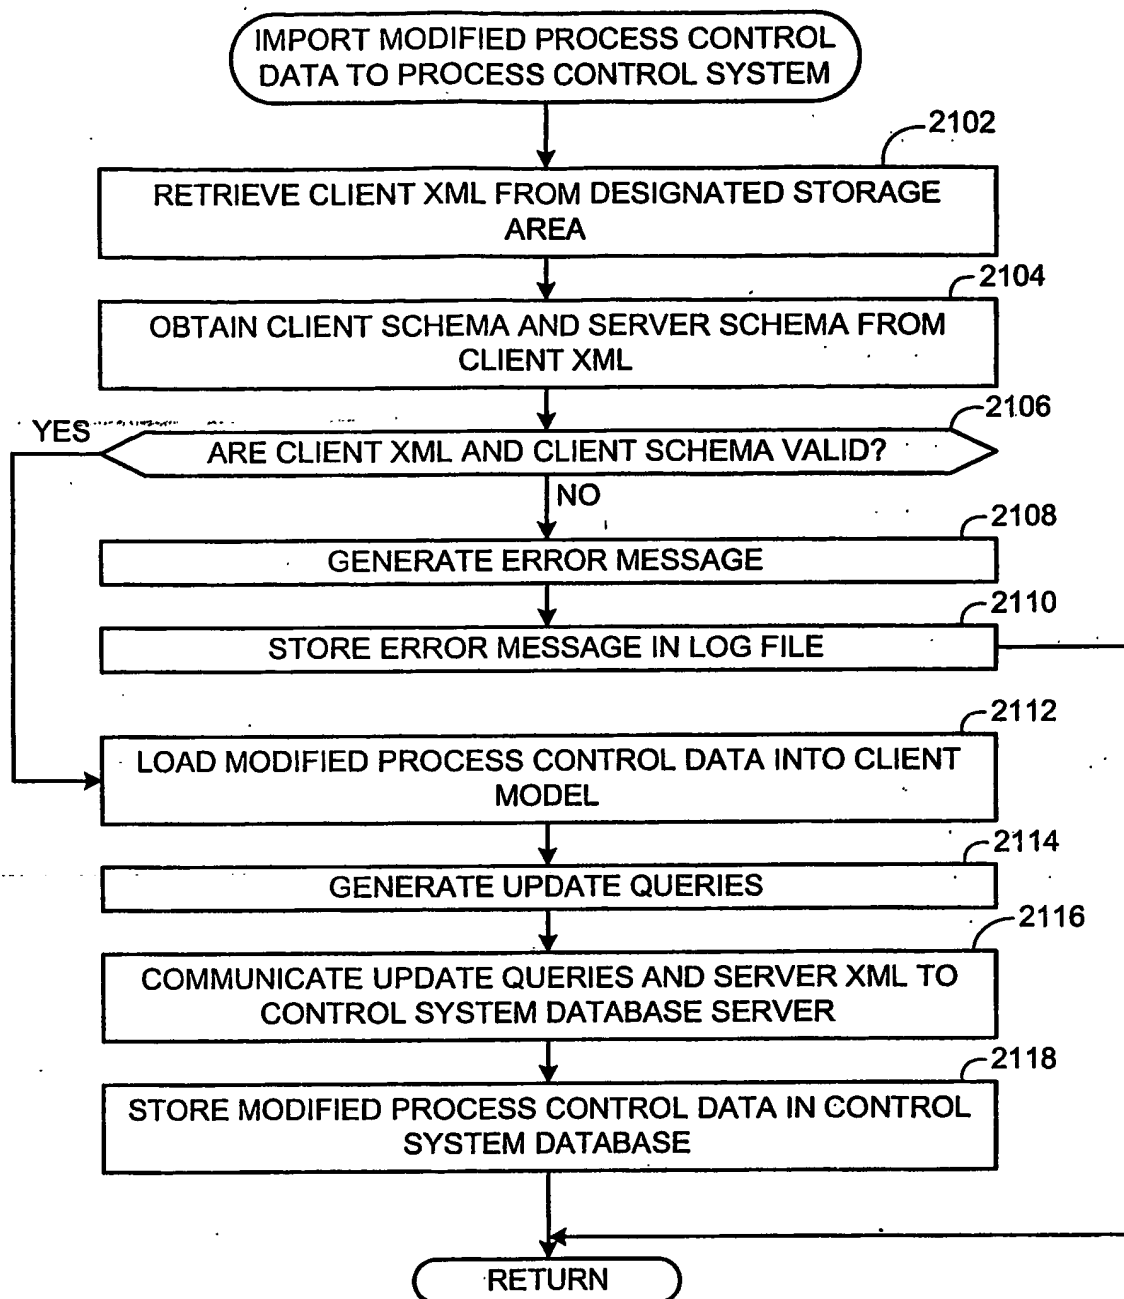 IMPORT MODIFIED PROCESS CONTROL
DATA TO PROCESS CONTROL SYSTEM
2102
RETRIEVE CLIENT XML FROM DESIGNATED STORAGE
AREA
2104
OBTAIN CLIENT SCHEMA AND SERVER SCHEMA FROM
CLIENT XML
2106
YES
ARE CLIENT XML AND CLIENT SCHEMA VALID?
NO
2108
GENERATE ERROR MESSAGE
2110
STORE ERROR MESSAGE IN LOG FILE
2112
LOAD MODIFIED PROCESS CONTROL DATA INTO CLIENT
MODEL
2114
GENERATE UPDATE QUERIES
2116
COMMUNICATE UPDATE QUERIES AND SERVER XML TO
CONTROL SYSTEM DATABASE SERVER
2118
STORE MODIFIED PROCESS CONTROL DATA IN CONTROL
SYSTEM DATABASE
RETURN